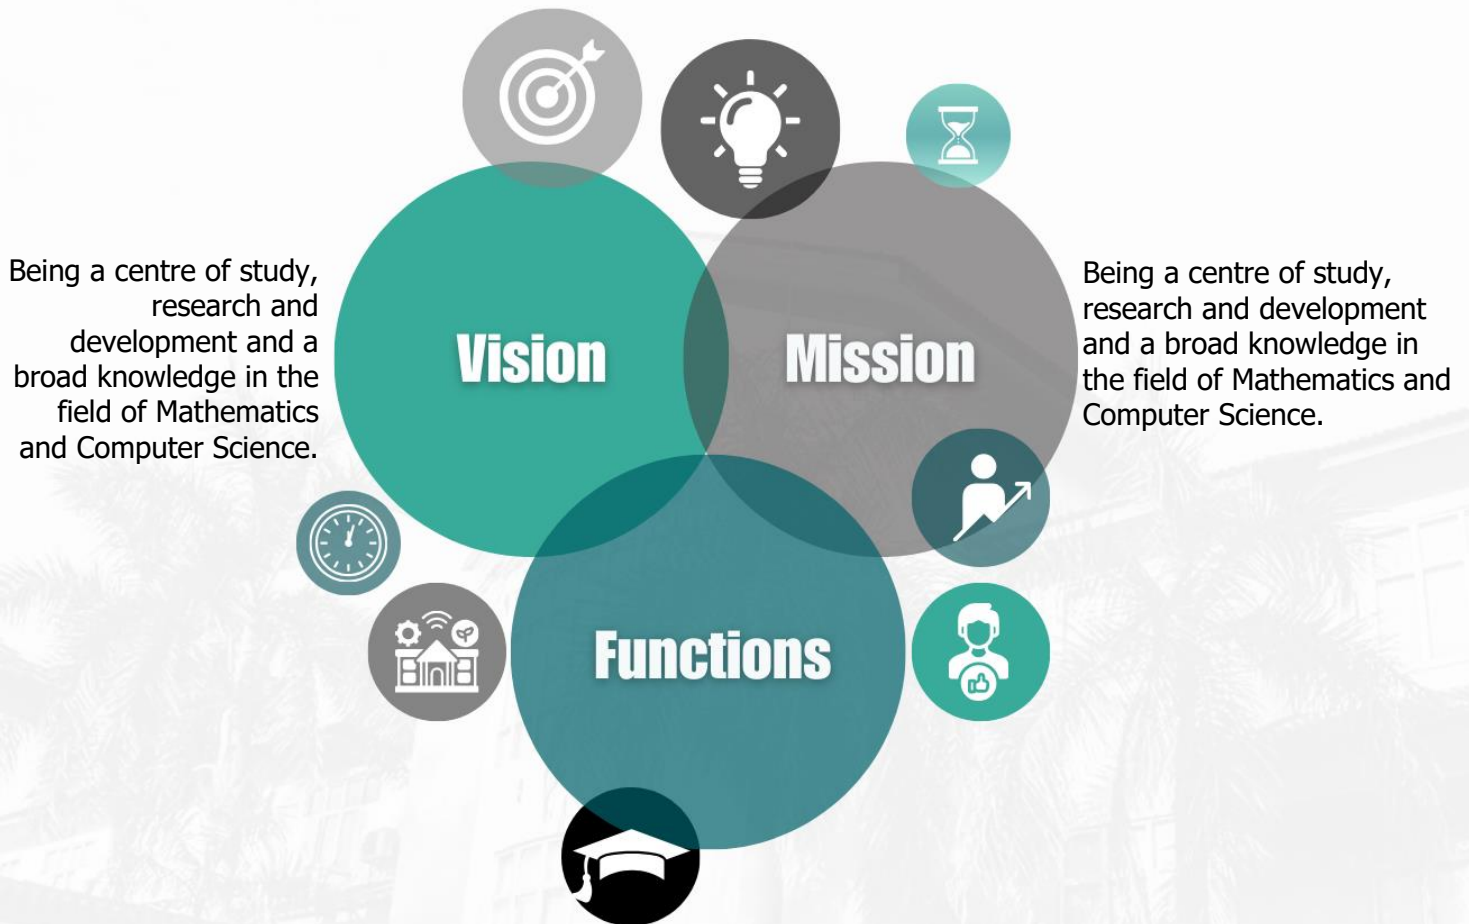 Being a centre of study,
research and
development and a
broad knowledge in the
field of Mathematics
and Computer Science.
Vision
Mission
Being a centre of study,
research and development
and a broad knowledge in
the field of Mathematics and
Computer Science.
Functions